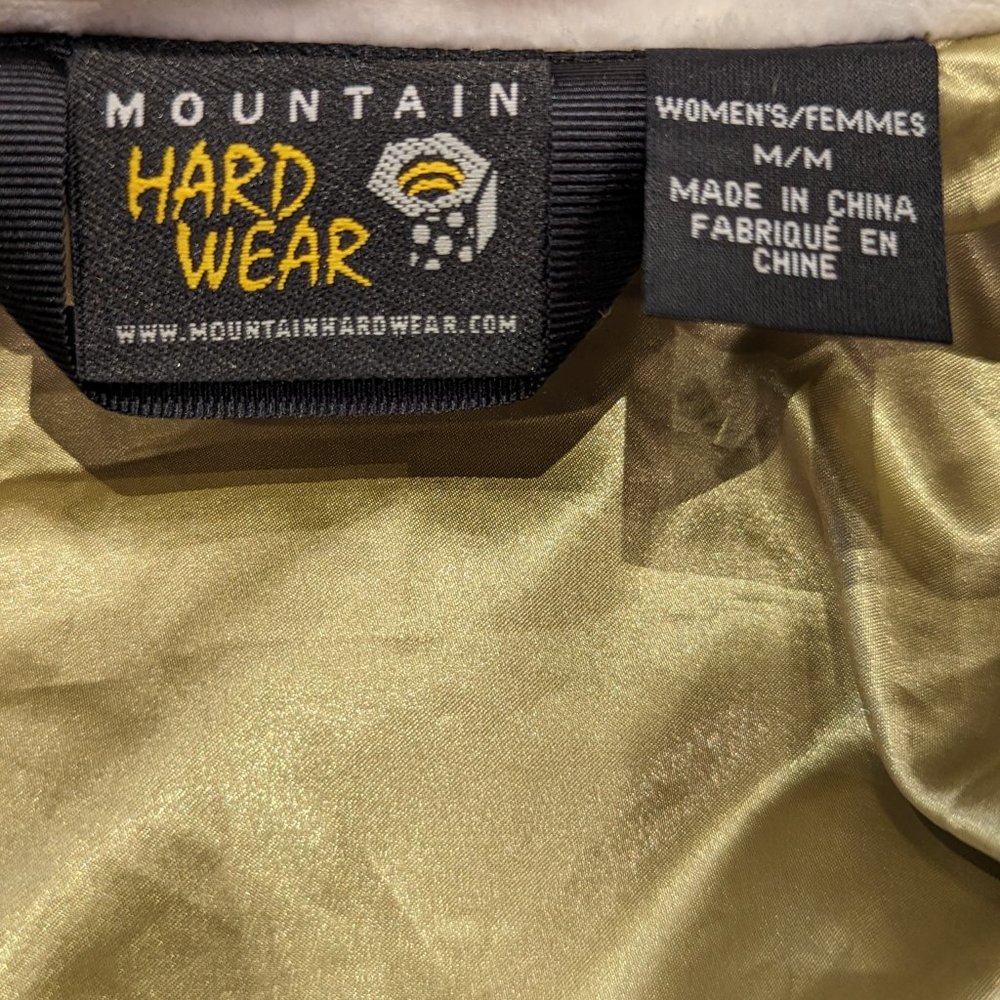 MOUNTAIN
HARD
WEAR
WWW.MOUNTAINHARDWEAR.COM
WOMEN'S/FEMMES
M/M
MADE IN CHINA
FABRIQUÉ EN
CHINE